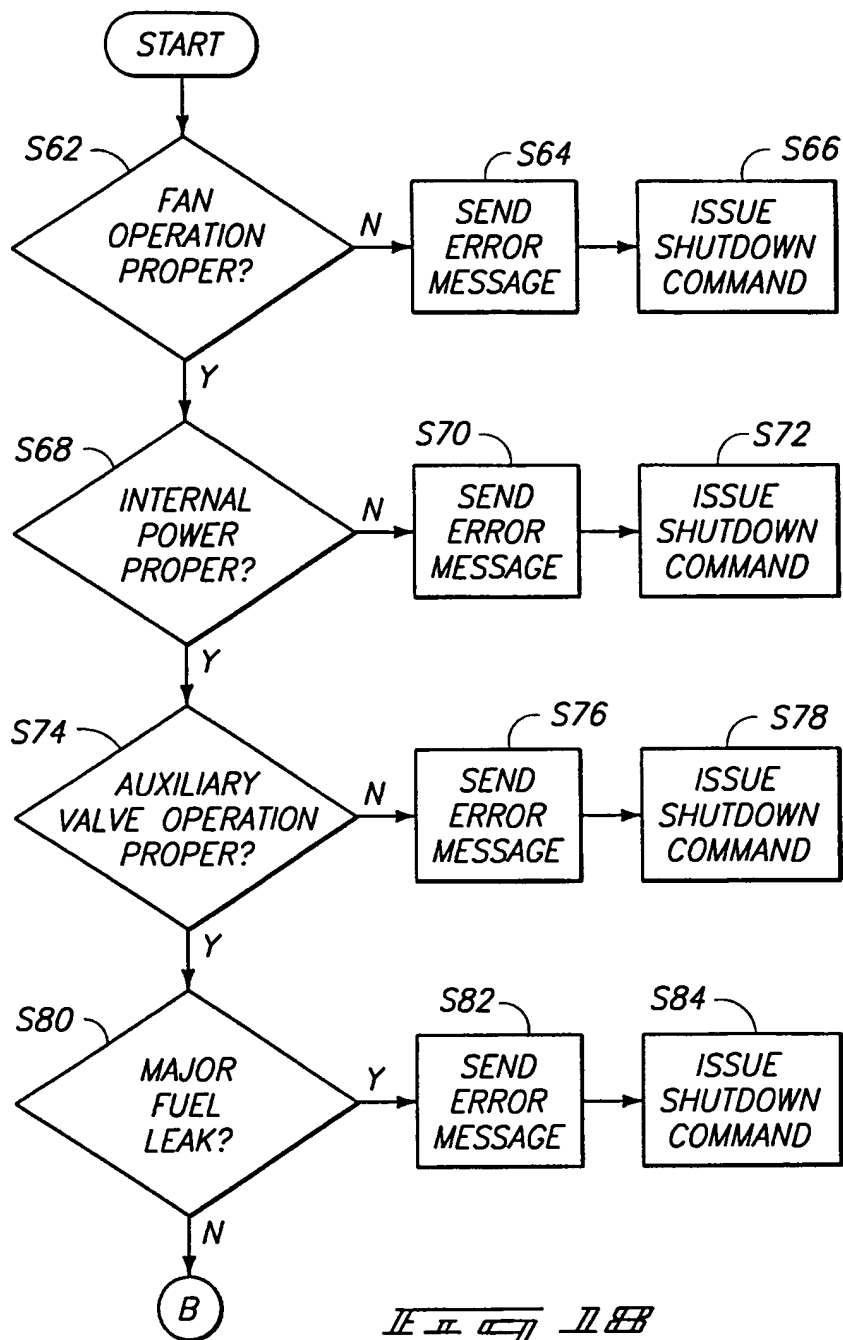 START
S62
FAN
OPERATION
PROPER?
N
S64
SEND
ERROR
MESSAGE
S66
ISSUE
SHUTDOWN
COMMAND
Y
S68
INTERNAL
POWER
PROPER?
N
S70
SEND
ERROR
MESSAGE
S72
ISSUE
SHUTDOWN
COMMAND
Y
S74
AUXILIARY
VALVE OPERATION
PROPER?
N
S76
SEND
ERROR
MESSAGE
S78
ISSUE
SHUTDOWN
COMMAND
Y
S80
MAJOR
FUEL
LEAK?
Y
S82
SEND
ERROR
MESSAGE
S84
ISSUE
SHUTDOWN
COMMAND
N
B
Fig 18